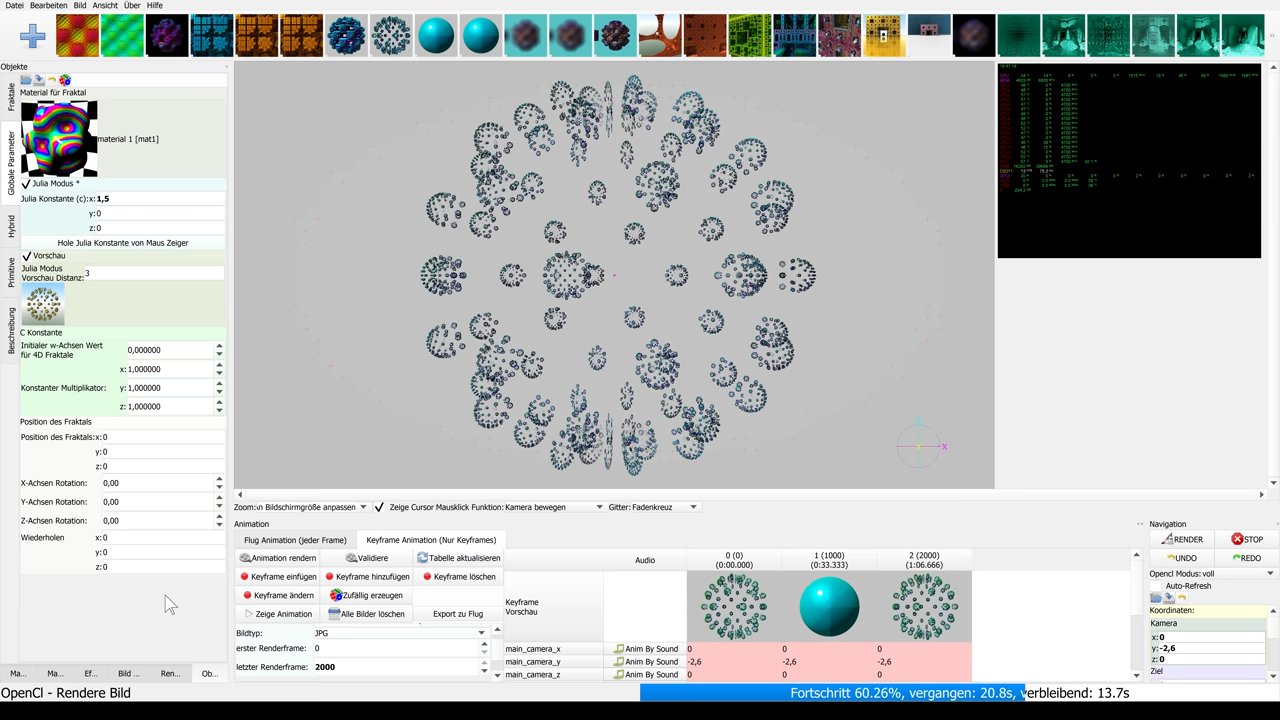 Datei Bearbeiten Bild Ansicht Über Hilfe
Objekte
Fraktale
Globale Parameter
Hybrid
Primitive
Beschreibung
Material für Fraktal
material 1 [mat1]
Julia Modus *
Julia Konstante (c): x: 1,5
y: 0
z: 0
Hole Julia Konstante von Maus Zeiger
Vorschau
Julia Modus
Vorschau Distanz: 3
C Konstante
Initialer w-Achsen Wert
für 4D Fraktale 0,000000
x: 1,000000
Konstanter Multiplikator: y: 1,000000
z: 1,000000
Position des Fraktals
Position des Fraktals: x: 0
y: 0
z: 0
X-Achsen Rotation: 0,00
Y-Achsen Rotation: 0,00
Z-Achsen Rotation: 0,00
Wiederholen x: 0
y: 0
z: 0
Ma... Ma... Ef... Bild ... Ren... Ob...
x
Zoom: n Bildschirmgröße anpassen Zeige Cursor Mausklick Funktion: Kamera bewegen Gitter: Fadenkreuz
Animation
Flug Animation (jeder Frame) Keyframe Animation (Nur Keyframes)
Animation rendern Validiere Tabelle aktualisieren
Keyframe einfügen Keyframe hinzufügen Keyframe löschen
Keyframe ändern Zufällig erzeugen
Zeige Animation Alle Bilder löschen Export zu Flug
Bildtyp: JPG
erster Renderframe: 0
letzter Renderframe: 2000
Audio
0 (0)
(0:00.000)
1 (1000)
(0:33.333)
2 (2000)
(1:06.666)
Keyframe
Vorschau
main_camera_x Anim By Sound 0 0 0
main_camera_y Anim By Sound -2,6 -2,6 -2,6
main_camera_z Anim By Sound 0 0 0
Navigation
RENDER STOP
UNDO REDO
Opencl Modus: voll
Auto-Refresh
Koordinaten:
Kamera
x: 0
y: -2,6
z: 0
Ziel
OpenCl - Rendere Bild
Fortschritt 60.26%, vergangen: 20.8s, verbleibend: 13.7s